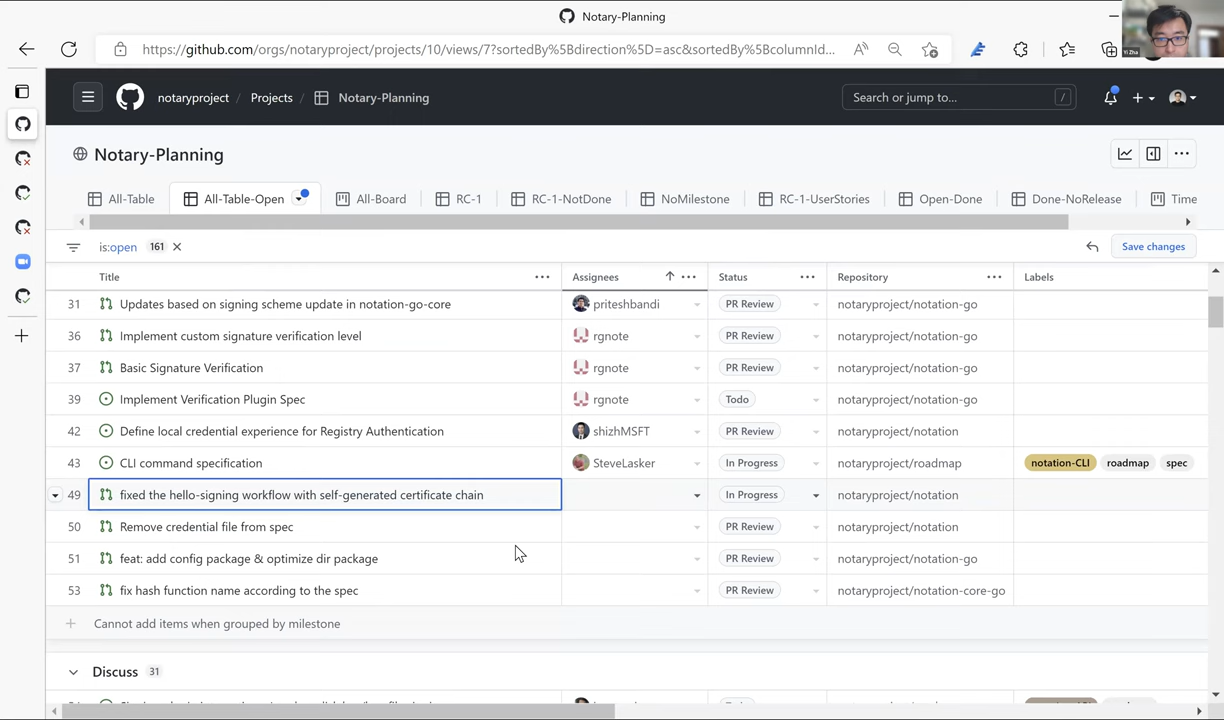 Notary-Planning
Yi Zha
https://github.com/orgs/notaryproject/projects/10/views/7?sortedBy%5Bdirection%5D=asc&sortedBy%5BcolumnId%5D...
notaryproject / Projects / Notary-Planning
Search or jump to... /
Notary-Planning
All-Table All-Table-Open All-Board RC-1 RC-1-NotDone NoMilestone RC-1-UserStories Open-Done Done-NoRelease Time
is:open 161 Save changes
Title Assignees Status Repository Labels
31 Updates based on signing scheme update in notation-go-core priteshbandi PR Review notaryproject/notation-go
36 Implement custom signature verification level rgnote PR Review notaryproject/notation-go
37 Basic Signature Verification rgnote PR Review notaryproject/notation-go
39 Implement Verification Plugin Spec rgnote Todo notaryproject/notation-go
42 Define local credential experience for Registry Authentication shizhMSFT PR Review notaryproject/notation
43 CLI command specification SteveLasker In Progress notaryproject/roadmap notation-CLI roadmap spec
49 fixed the hello-signing workflow with self-generated certificate chain In Progress notaryproject/notation
50 Remove credential file from spec PR Review notaryproject/notation
51 feat: add config package & optimize dir package PR Review notaryproject/notation-go
53 fix hash function name according to the spec PR Review notaryproject/notation-core-go
Cannot add items when grouped by milestone
Discuss 31